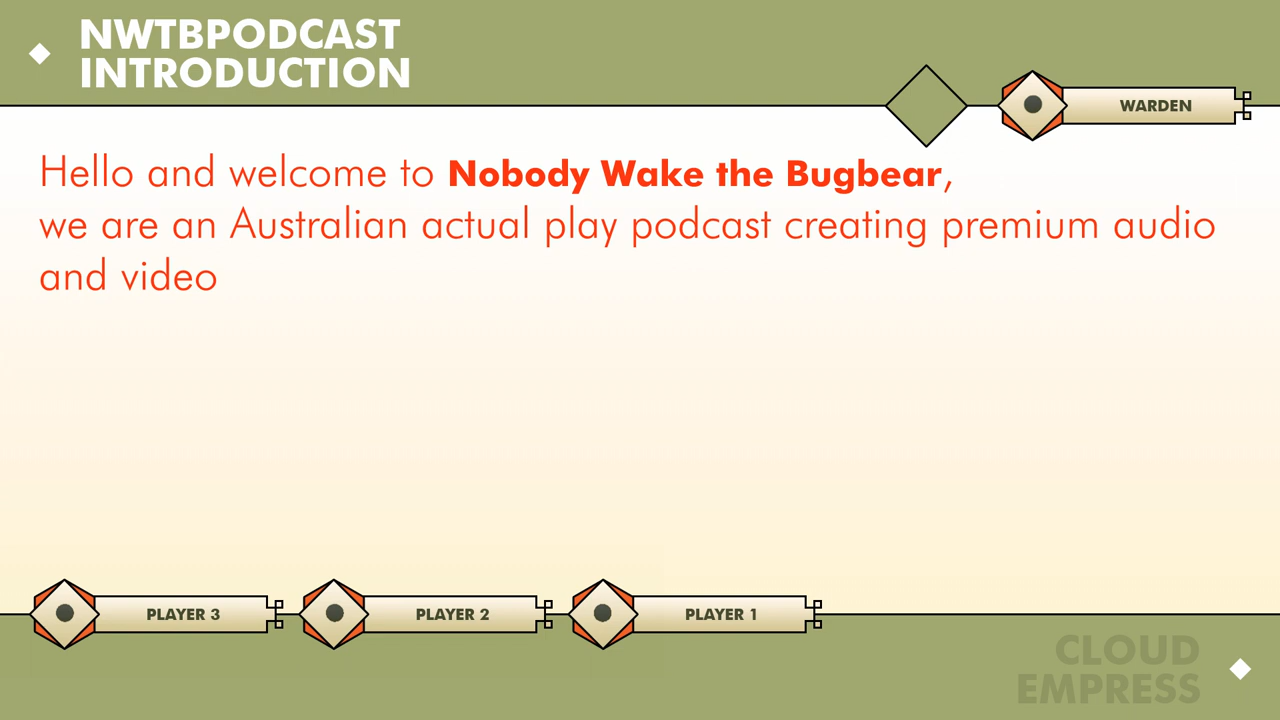 NWTBPODCAST
INTRODUCTION
WARDEN
Hello and welcome to Nobody Wake the Bugbear,
we are an Australian actual play podcast creating premium audio
and video
PLAYER 3
PLAYER 2
PLAYER 1
CLOUD
EMPRESS